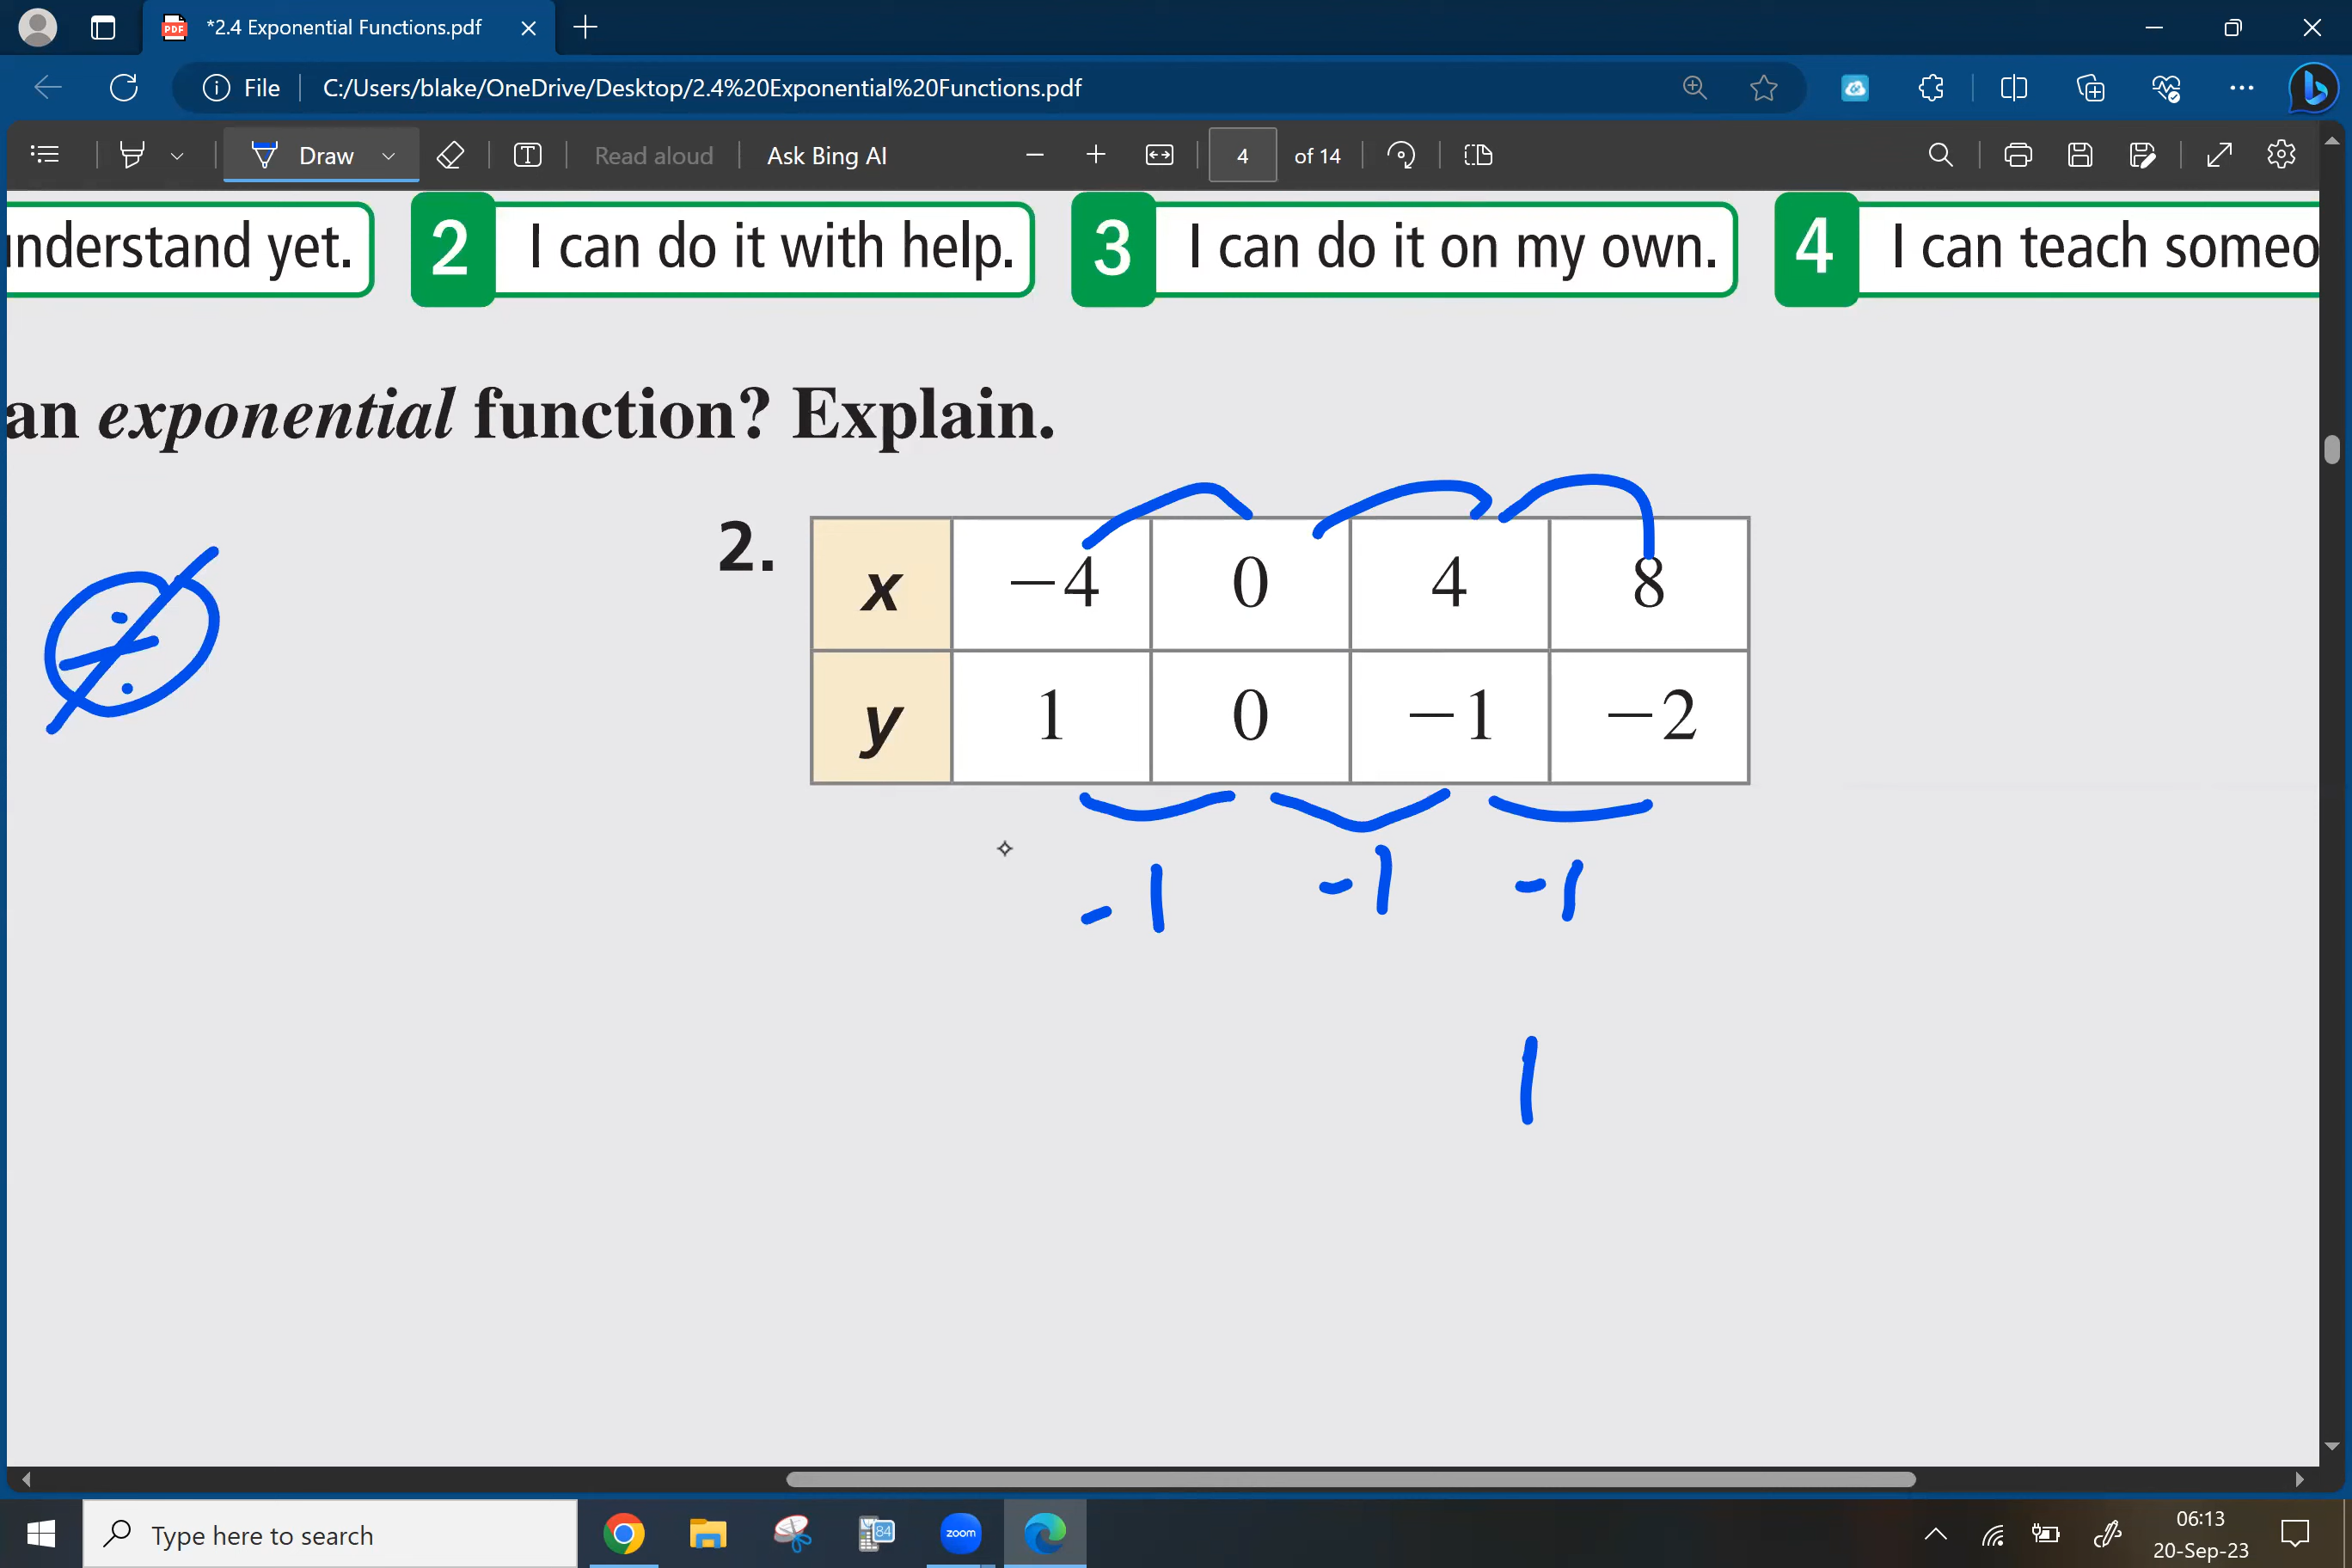 *2.4 Exponential Functions.pdf
File C:/Users/blake/OneDrive/Desktop/2.4%20Exponential%20Functions.pdf
Draw Read aloud Ask Bing AI 4 of 14
understand yet. 2 I can do it with help. 3 I can do it on my own. 4 I can teach someo
an exponential function? Explain.
2.
x −4 0 4 8
y 1 0 −1 −2
-1 -1 -1
1
÷
Type here to search
84
zoom
06:13
20-Sep-23